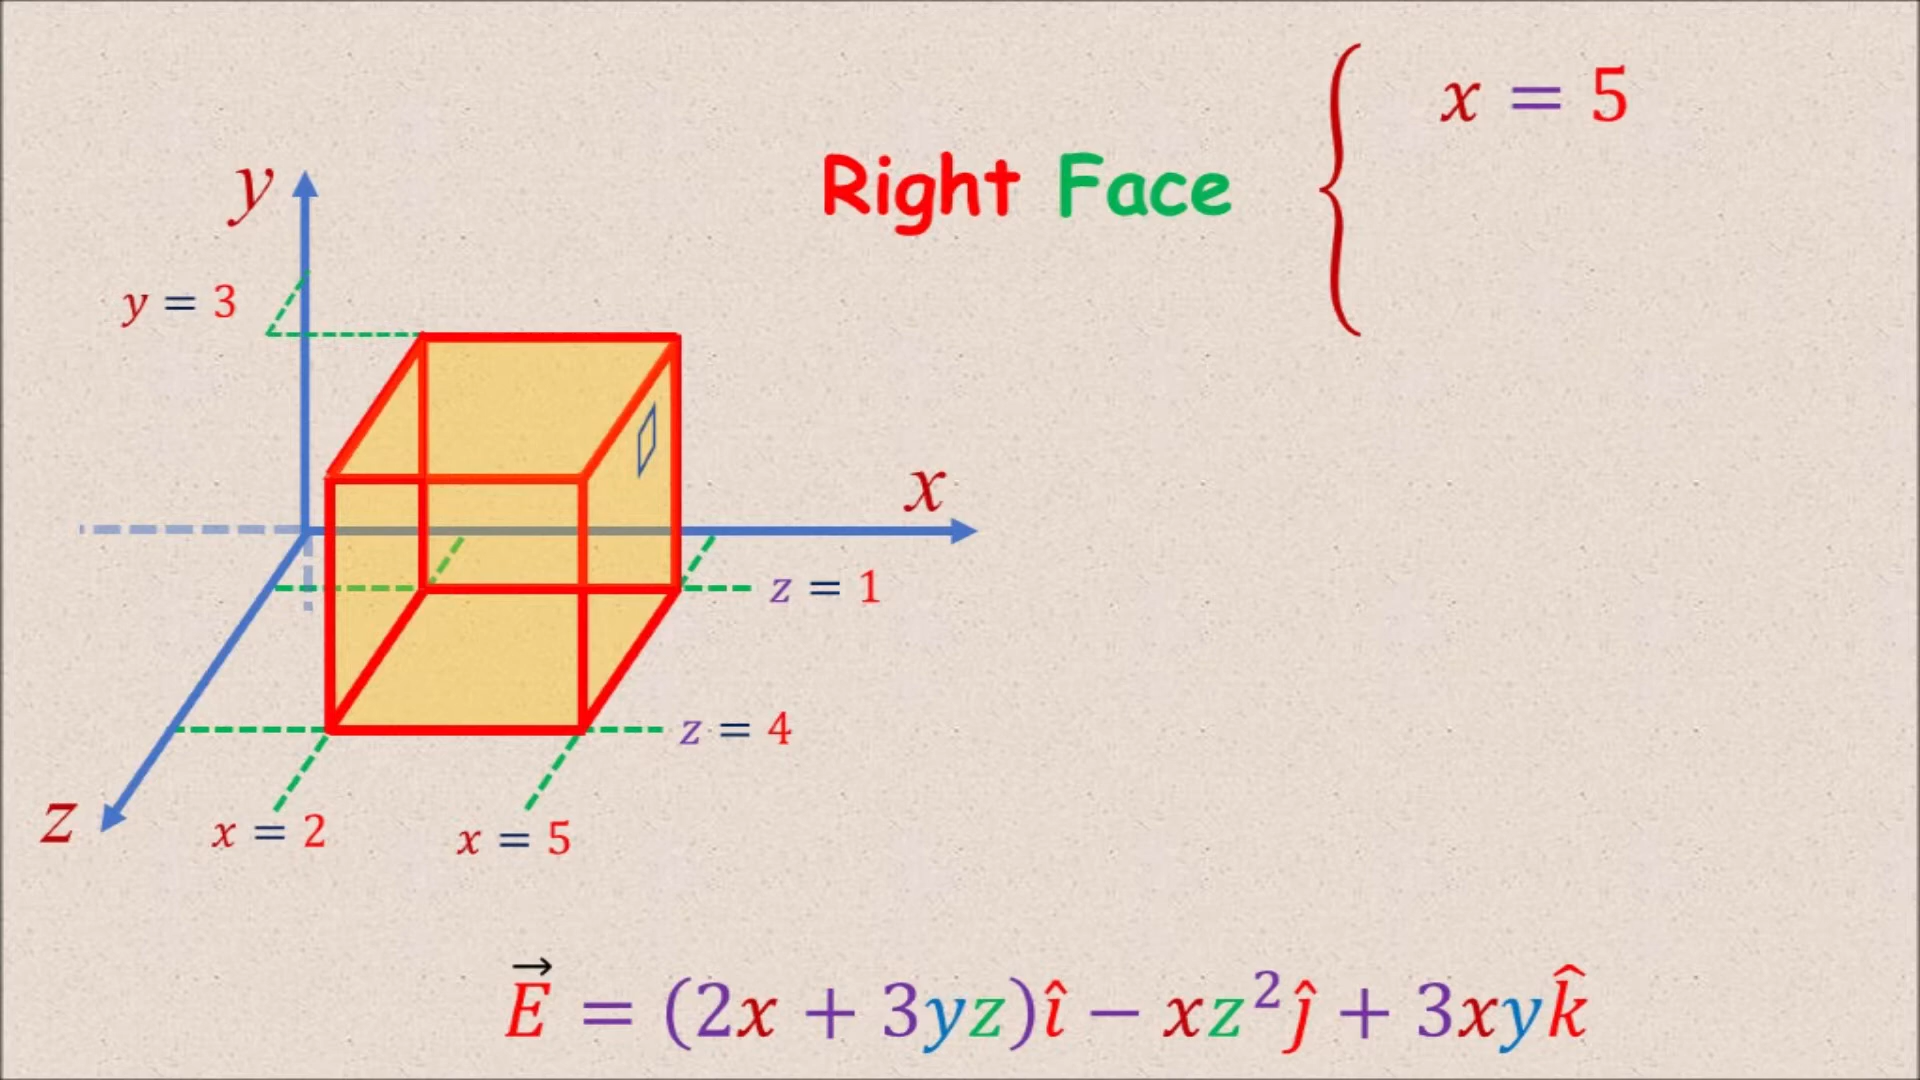 x = 5
Right Face
y
y = 3
x
z = 1
z = 4
z
x = 2
x = 5
E⃗ = (2x + 3yz)î − xz²ĵ + 3xyk̂